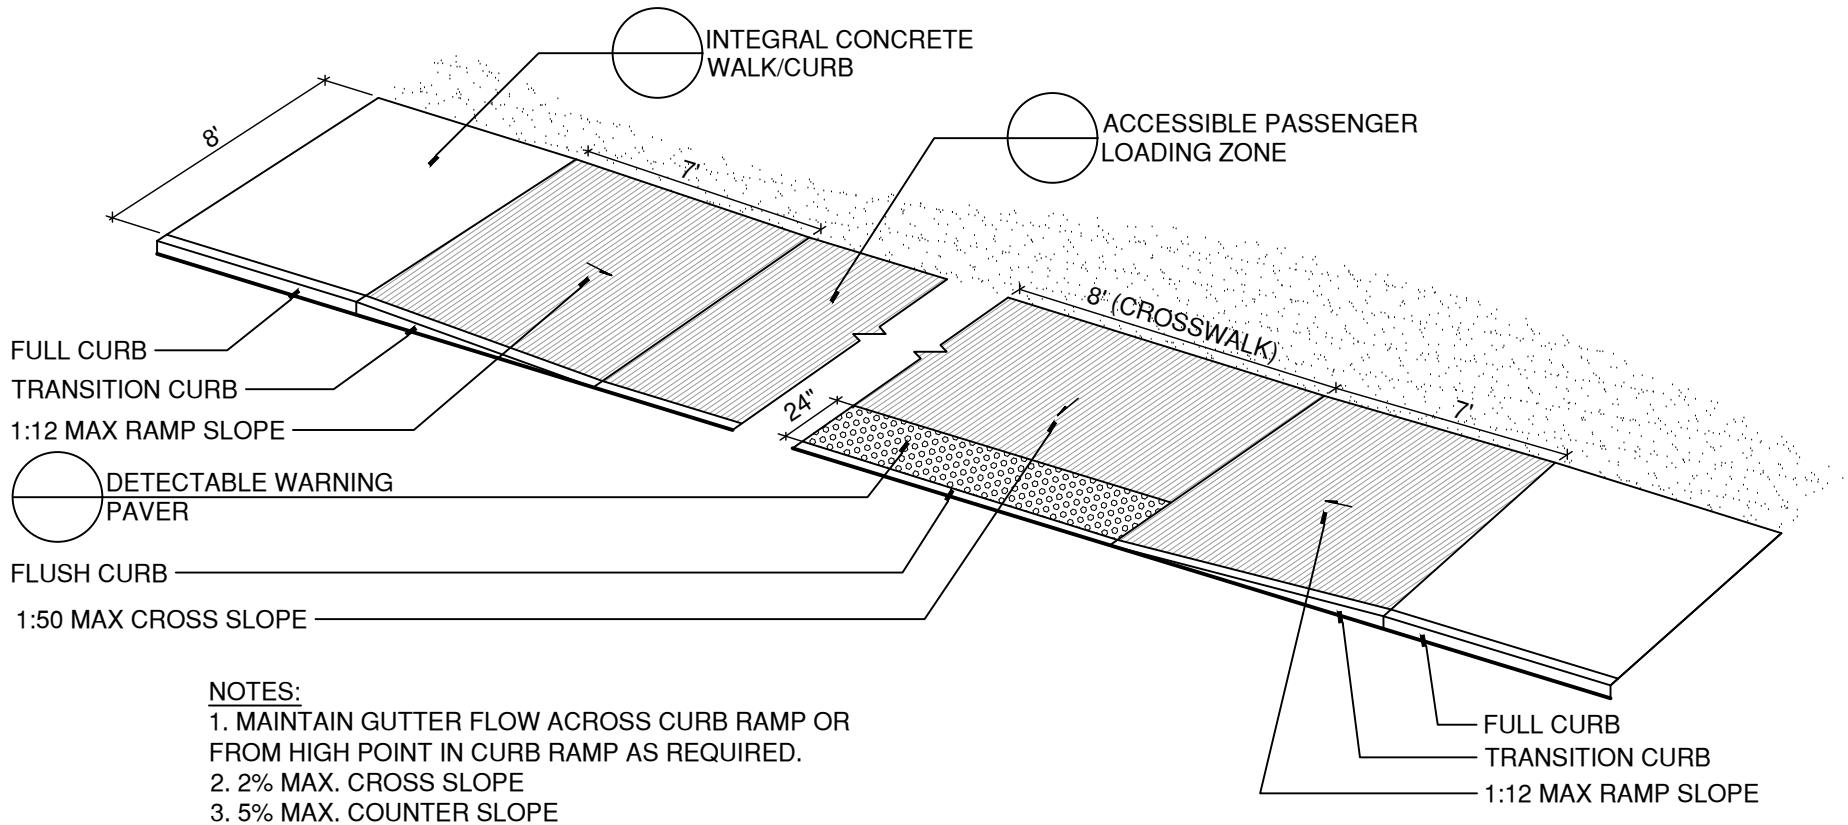 INTEGRAL CONCRETE
WALK/CURB
ACCESSIBLE PASSENGER
LOADING ZONE
8'
7'
8' (CROSSWALK)
7'
24"
FULL CURB
TRANSITION CURB
1:12 MAX RAMP SLOPE
DETECTABLE WARNING
PAVER
FLUSH CURB
1:50 MAX CROSS SLOPE
NOTES:
1. MAINTAIN GUTTER FLOW ACROSS CURB RAMP OR
FROM HIGH POINT IN CURB RAMP AS REQUIRED.
2. 2% MAX. CROSS SLOPE
3. 5% MAX. COUNTER SLOPE
FULL CURB
TRANSITION CURB
1:12 MAX RAMP SLOPE